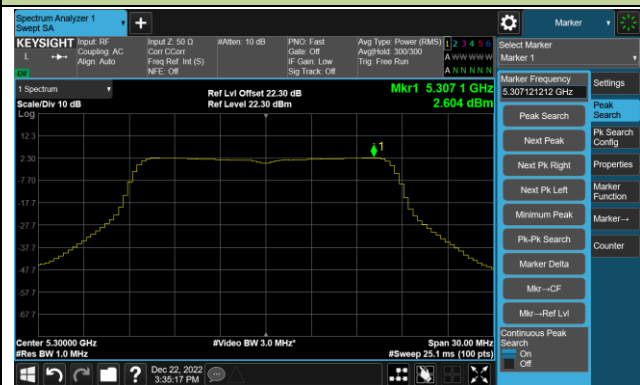 Spectrum Analyzer 1
Swept SA
+
Marker
KEYSIGHT
L
Input: RF
Coupling: AC
Align: Auto
Input Z: 50 Ω
Corr CCorr
Freq Ref: Int (S)
NFE: Off
#Atten: 10 dB
PNO: Fast
Gate: Off
IF Gain: Low
Sig Track: Off
Avg Type: Power (RMS)
Avg|Hold: 300/300
Trig: Free Run
1 2 3 4 5 6
A W W W W W
A N N N N N
Select Marker
Marker 1
1 Spectrum
Scale/Div 10 dB
Log
Ref Lvl Offset 22.30 dB
Ref Level 22.30 dBm
Mkr1 5.307 1 GHz
2.604 dBm
12.3
2.30
-7.70
-17.7
-27.7
-37.7
-47.7
-57.7
-67.7
1
Center 5.30000 GHz
#Res BW 1.0 MHz
#Video BW 3.0 MHz*
Span 30.00 MHz
#Sweep 25.1 ms (100 pts)
Marker Frequency
5.307121212 GHz
Peak Search
Next Peak
Next Pk Right
Next Pk Left
Minimum Peak
Pk-Pk Search
Marker Delta
Mkr→CF
Mkr→Ref Lvl
Continuous Peak
Search
On
Off
Settings
Peak
Search
Pk Search
Config
Properties
Marker
Function
Marker→
Counter
?
Dec 22, 2022
3:35:17 PM